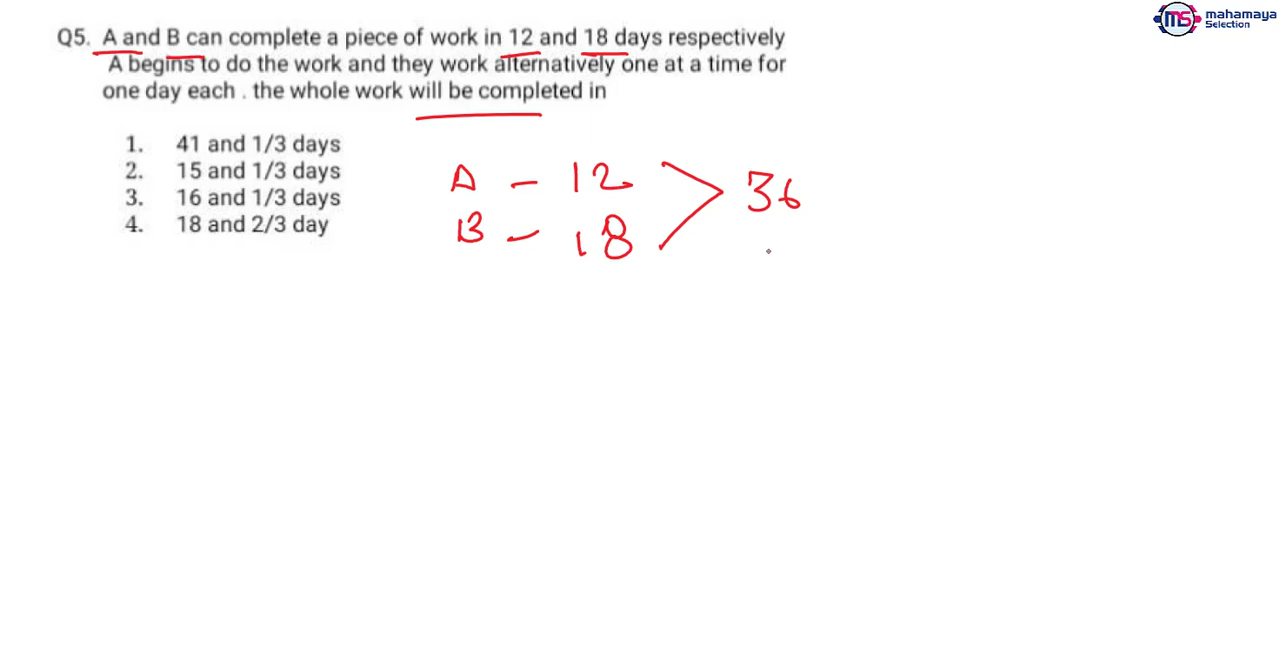 mahamaya
Selection
Q5. A and B can complete a piece of work in 12 and 18 days respectively
A begins to do the work and they work alternatively one at a time for
one day each . the whole work will be completed in
1. 41 and 1/3 days
2. 15 and 1/3 days
3. 16 and 1/3 days
4. 18 and 2/3 day
A - 12
B - 18
36